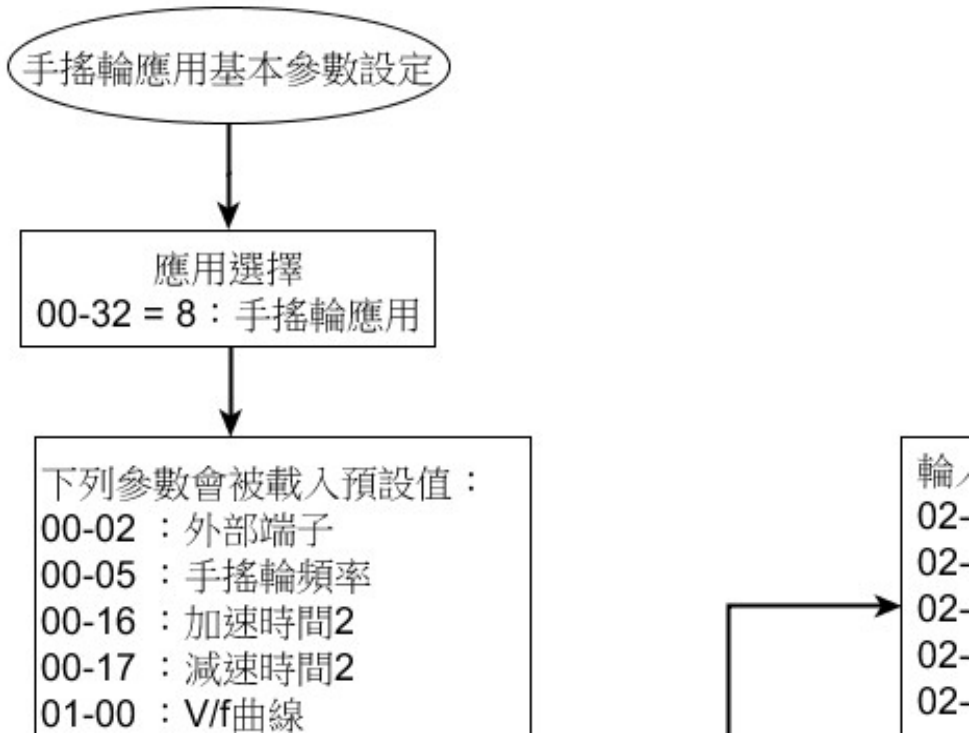 手搖輪應用基本參數設定
應用選擇
00-32 = 8：手搖輪應用
下列參數會被載入預設值：
00-02 ：外部端子
00-05 ：手搖輪頻率
00-16 ：加速時間2
00-17 ：減速時間2
01-00 ：V/f曲線
輪入
02-
02-
02-
02-
02-